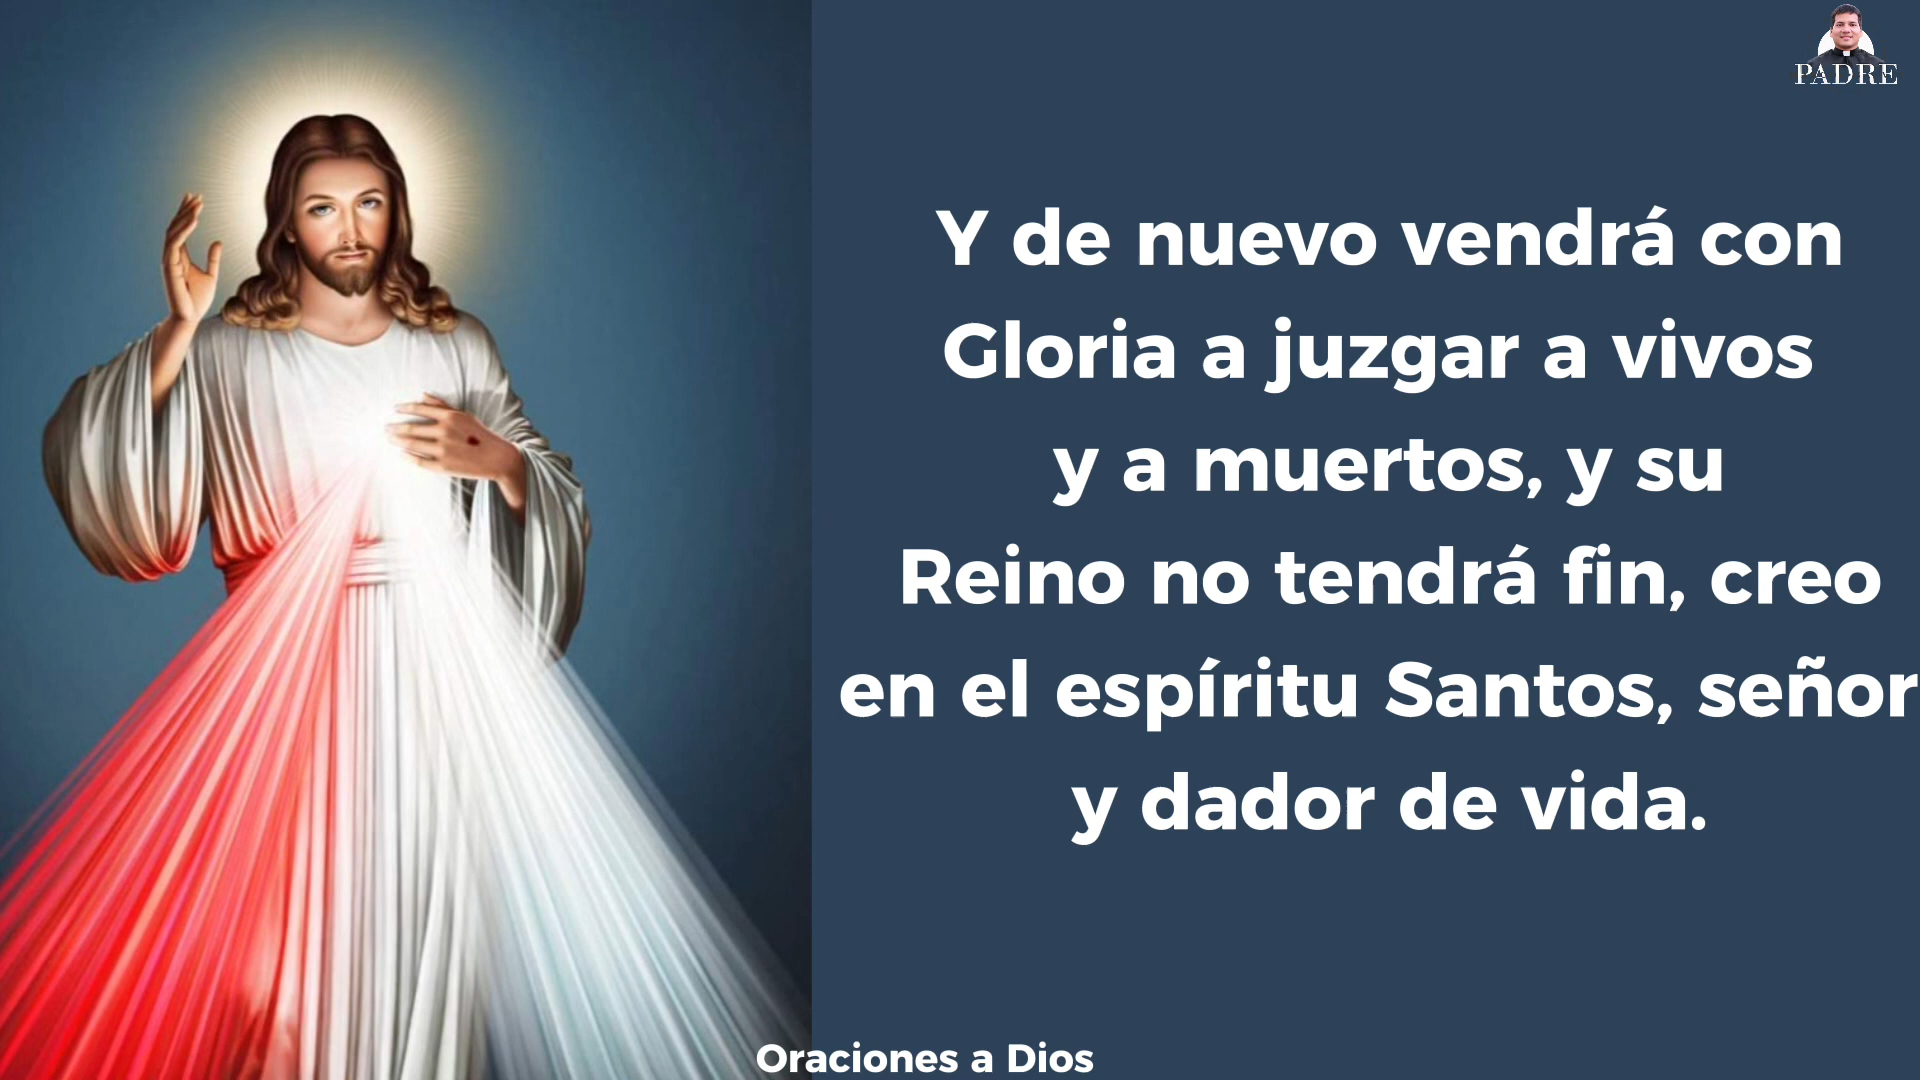 PADRE
Y de nuevo vendrá con
Gloria a juzgar a vivos
y a muertos, y su
Reino no tendrá fin, creo
en el espíritu Santos, señor
y dador de vida.
Oraciones a Dios